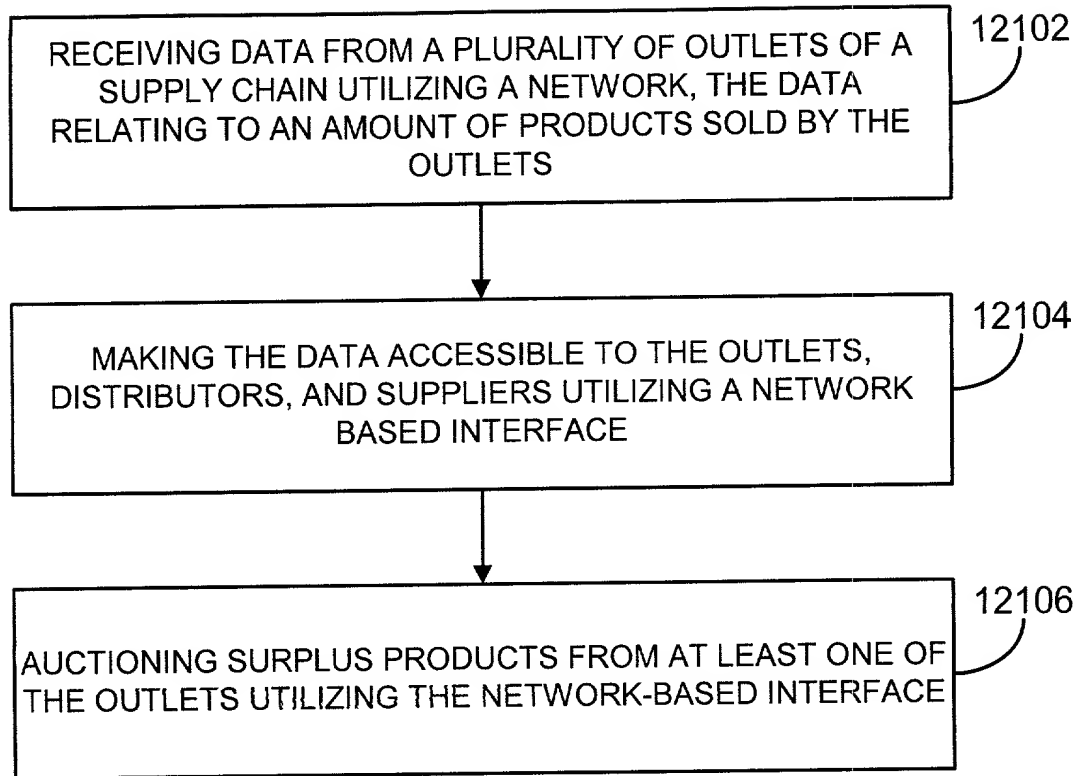 12102
RECEIVING DATA FROM A PLURALITY OF OUTLETS OF A
SUPPLY CHAIN UTILIZING A NETWORK, THE DATA
RELATING TO AN AMOUNT OF PRODUCTS SOLD BY THE
OUTLETS
12104
MAKING THE DATA ACCESSIBLE TO THE OUTLETS,
DISTRIBUTORS, AND SUPPLIERS UTILIZING A NETWORK
BASED INTERFACE
12106
AUCTIONING SURPLUS PRODUCTS FROM AT LEAST ONE OF
THE OUTLETS UTILIZING THE NETWORK-BASED INTERFACE